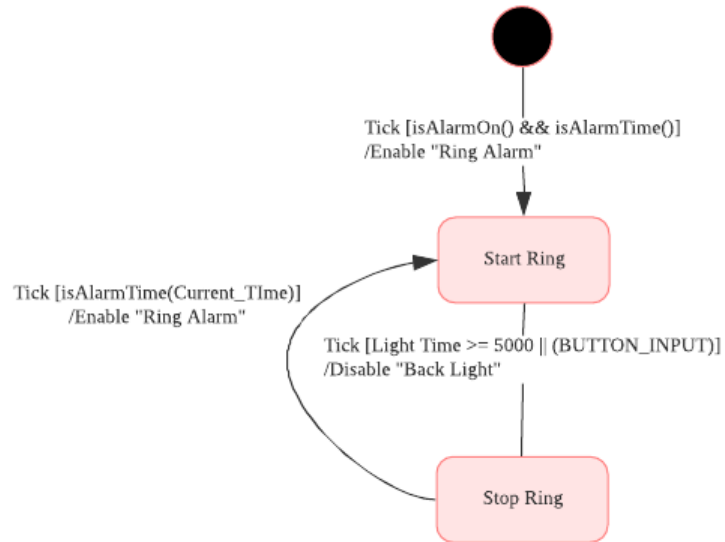 Tick [isAlarmOn() && isAlarmTime()]
/Enable "Ring Alarm"
Start Ring
Tick [isAlarmTime(Current_TIme)]
/Enable "Ring Alarm"
Tick [Light Time >= 5000 || (BUTTON_INPUT)]
/Disable "Back Light"
Stop Ring